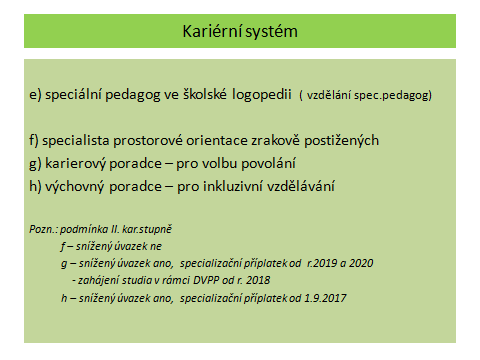 Kariérní systém
e) speciální pedagog ve školské logopedii ( vzdělání spec.pedagog)
f) specialista prostorové orientace zrakově postižených
g) karierový poradce – pro volbu povolání
h) výchovný poradce – pro inkluzivní vzdělávání
Pozn.: podmínka II. kar.stupně
f – snížený úvazek ne
g – snížený úvazek ano, specializační příplatek od r.2019 a 2020
- zahájení studia v rámci DVPP od r. 2018
h – snížený úvazek ano, specializační příplatek od 1.9.2017